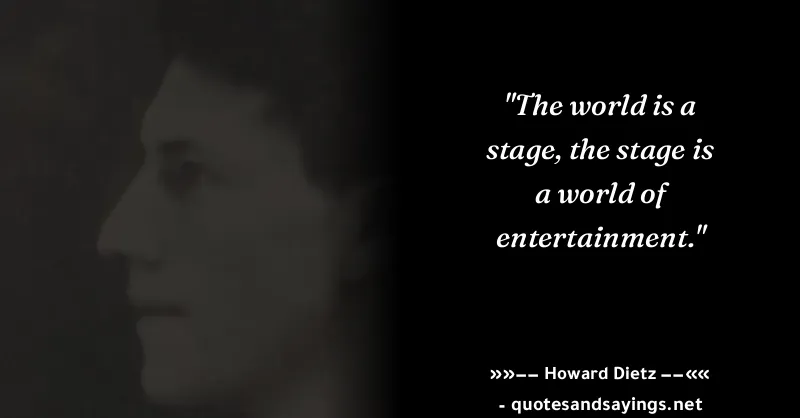 "The world is a
stage, the stage is
a world of
entertainment."
»»–– Howard Dietz ––««
- quotesandsayings.net